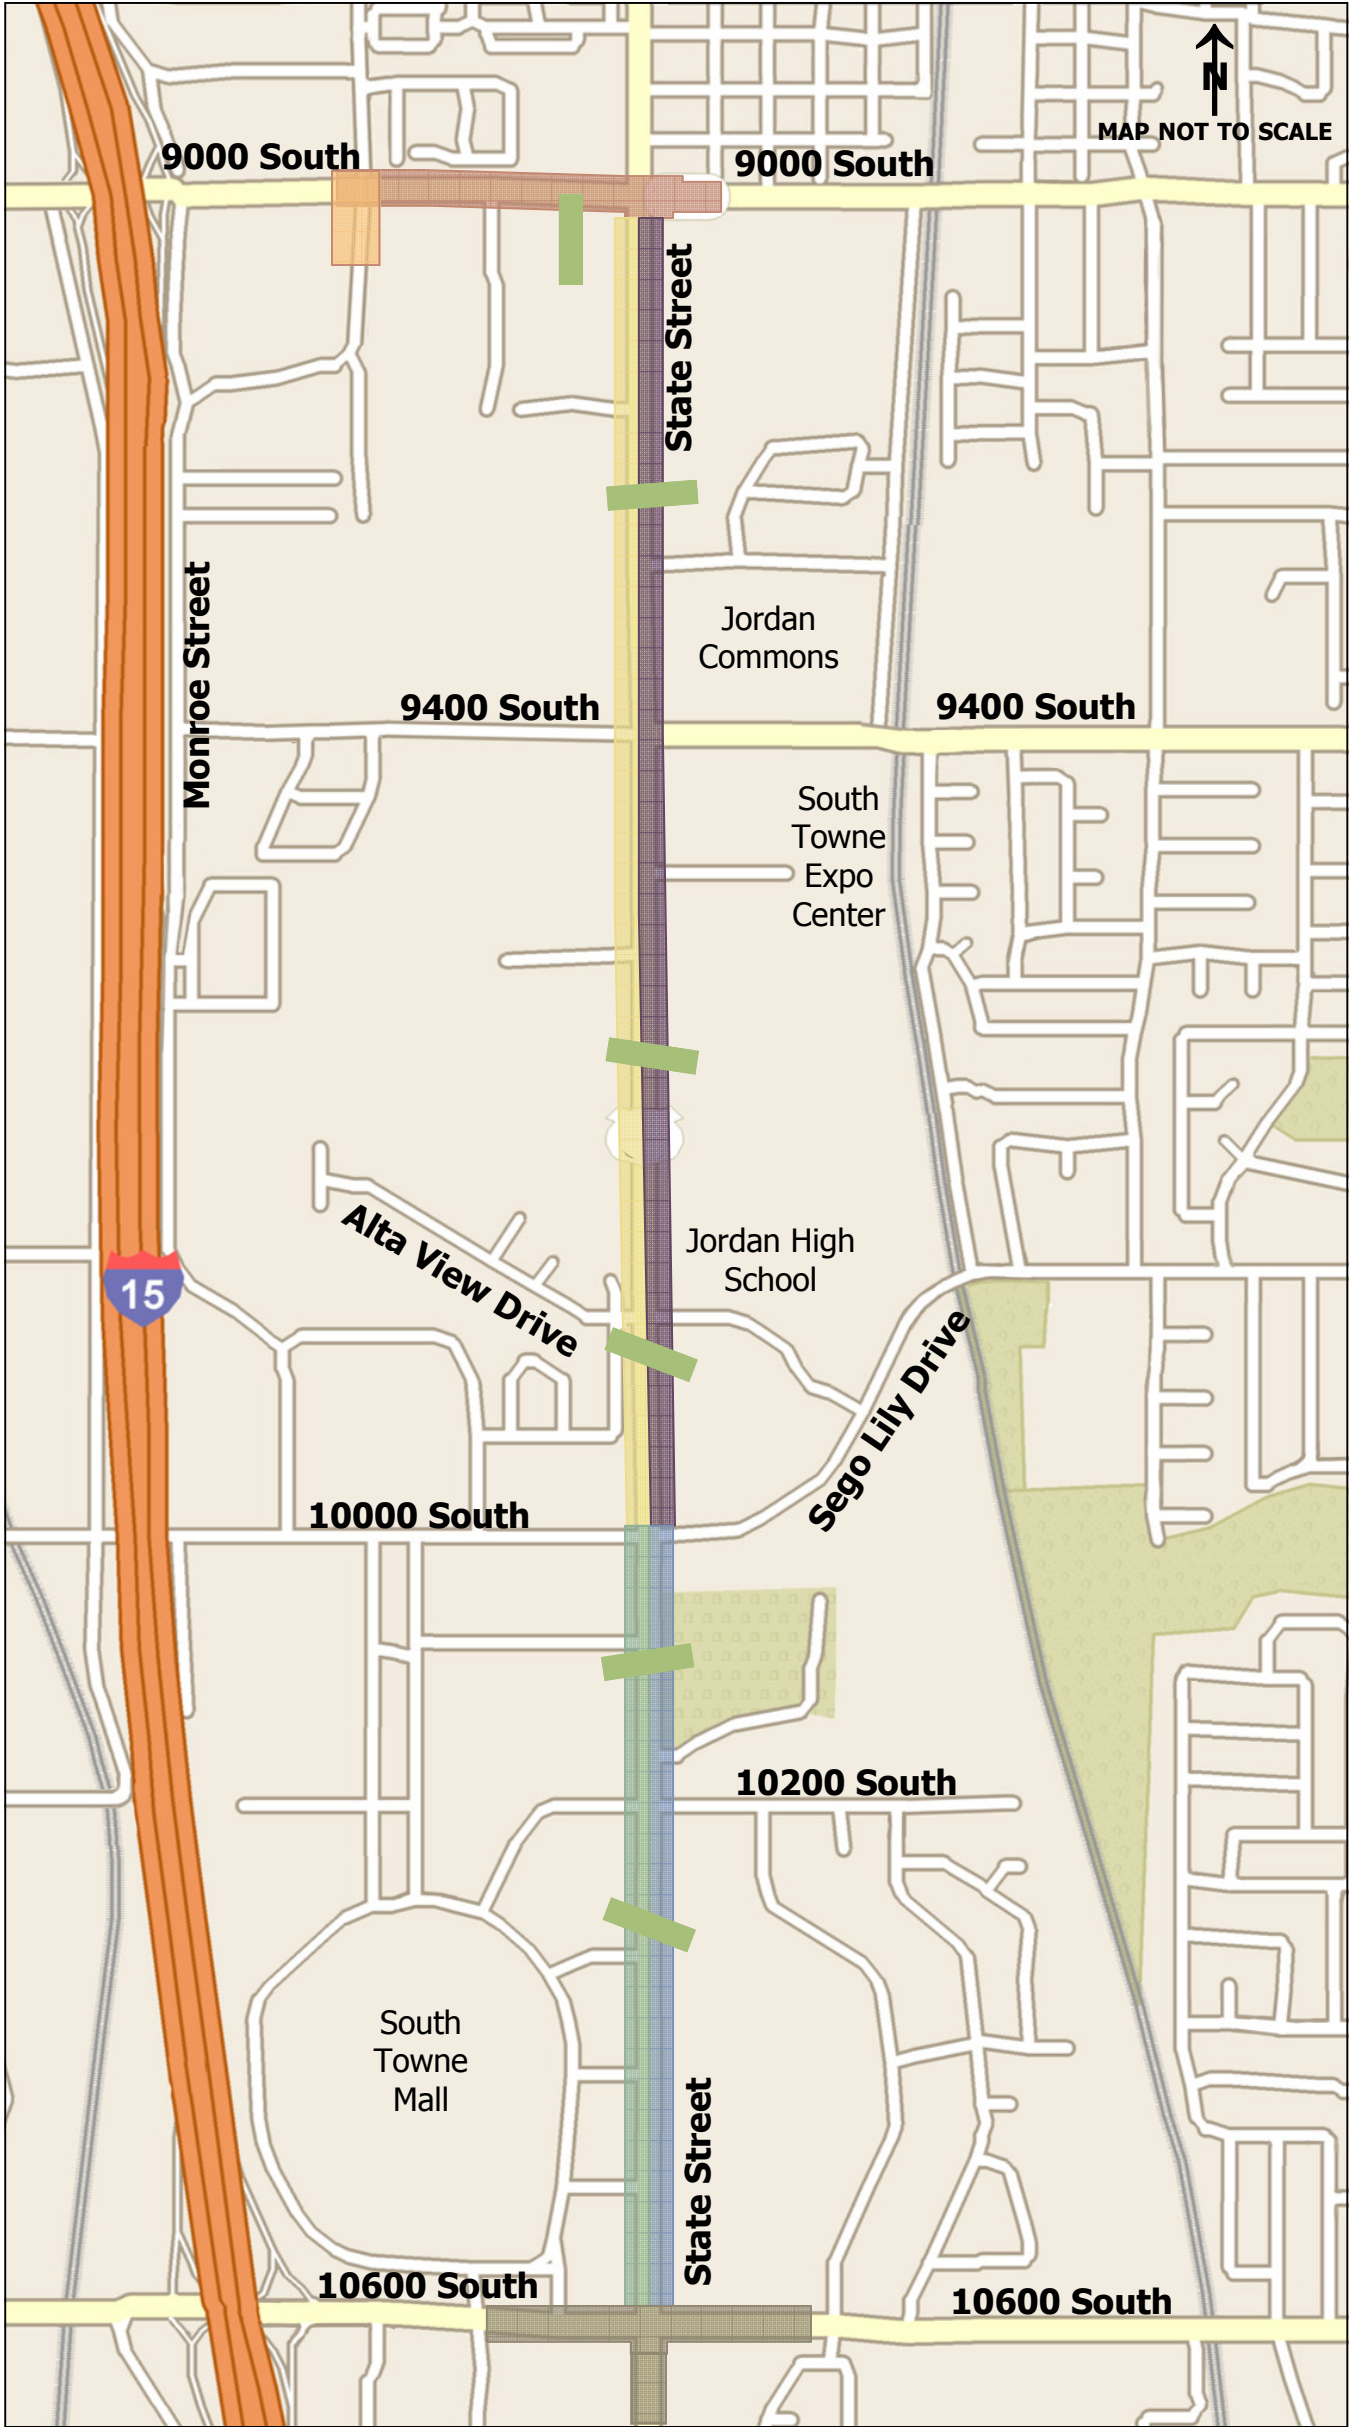 N
MAP NOT TO SCALE
9000 South
9000 South
State Street
Monroe Street
Jordan
Commons
9400 South
9400 South
South
Towne
Expo
Center
Alta View Drive
Jordan High
School
15
Sego Lily Drive
10000 South
10200 South
South
Towne
Mall
State Street
10600 South
10600 South